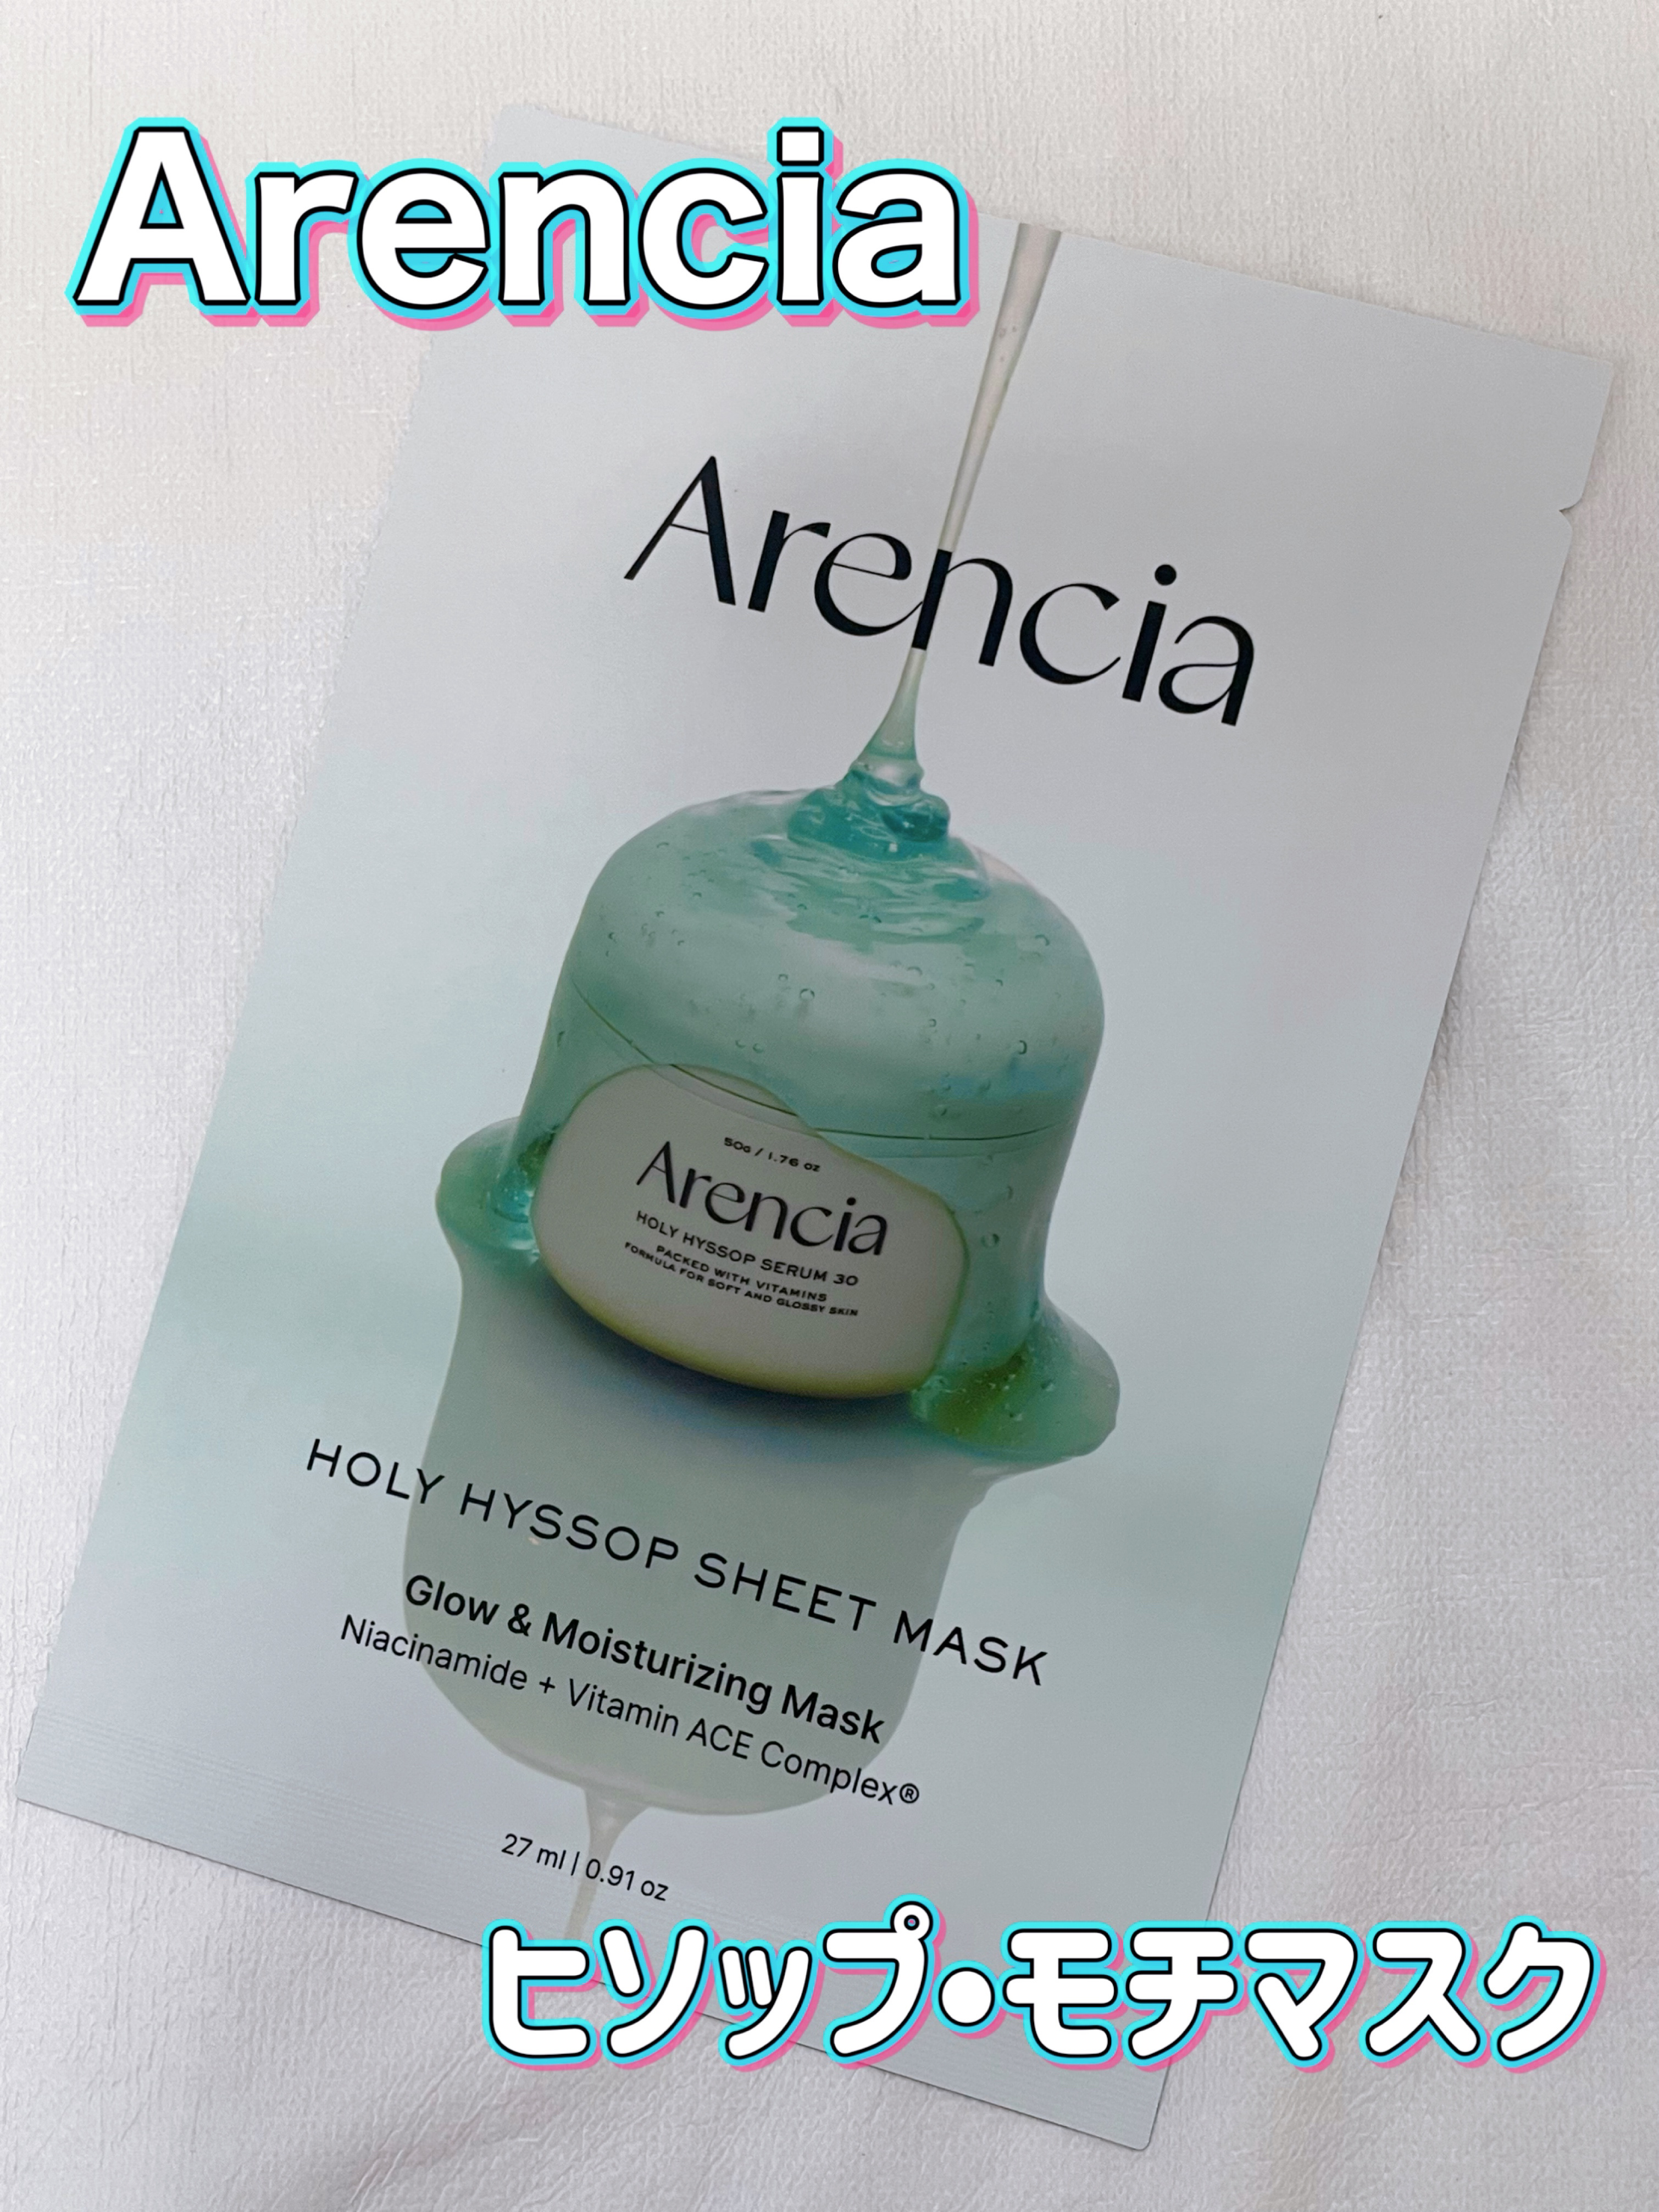 Arencia
Arencia
50g / 1.76 oz
Arencia
HOLY HYSSOP SERUM 30
PACKED WITH VITAMINS
FORMULA FOR SOFT AND GLOSSY SKIN
HOLY HYSSOP SHEET MASK
Glow & Moisturizing Mask
Niacinamide + Vitamin ACE Complex®
27 ml | 0.91 oz
ヒソップ•モチマスク